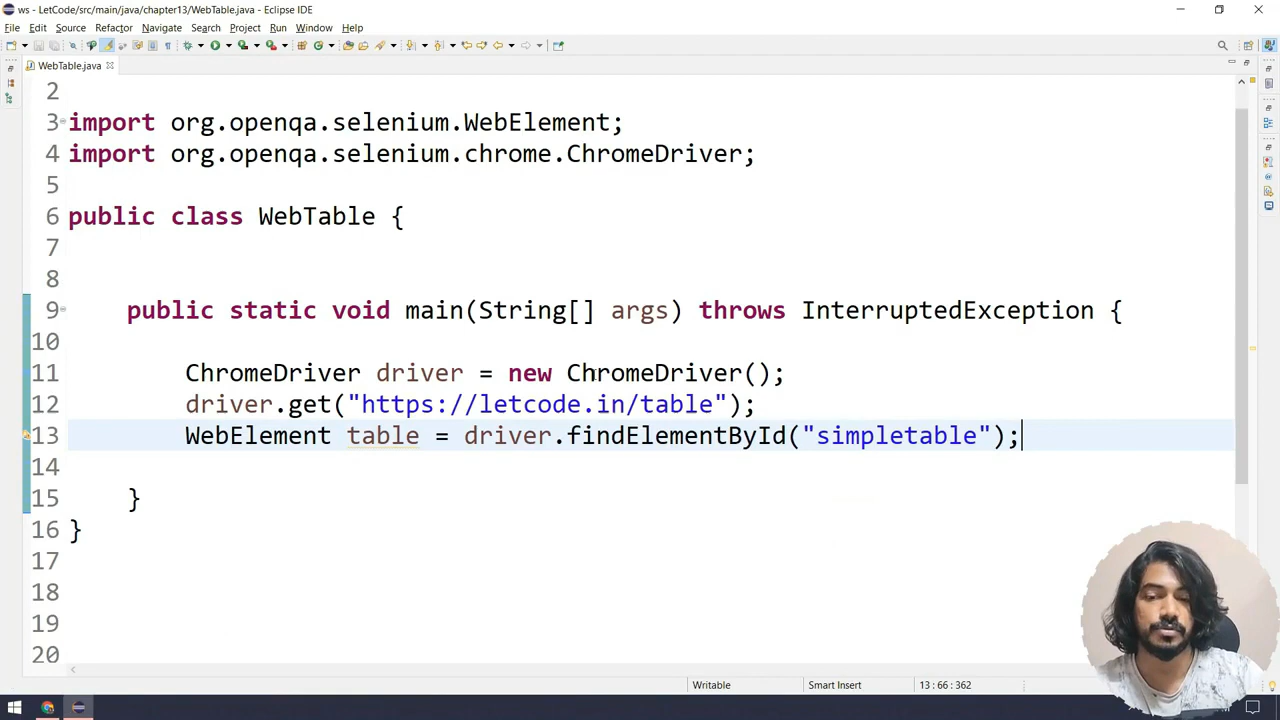 ws - LetCode/src/main/java/chapter13/WebTable.java - Eclipse IDE
File Edit Source Refactor Navigate Search Project Run Window Help
WebTable.java
2
3 import org.openqa.selenium.WebElement;
4 import org.openqa.selenium.chrome.ChromeDriver;
5
6 public class WebTable {
7
8
9 public static void main(String[] args) throws InterruptedException {
10
11 ChromeDriver driver = new ChromeDriver();
12 driver.get("https://letcode.in/table");
13 WebElement table = driver.findElementById("simpletable");
14
15 }
16 }
17
18
19
20
Writable Smart Insert 13 : 66 : 362